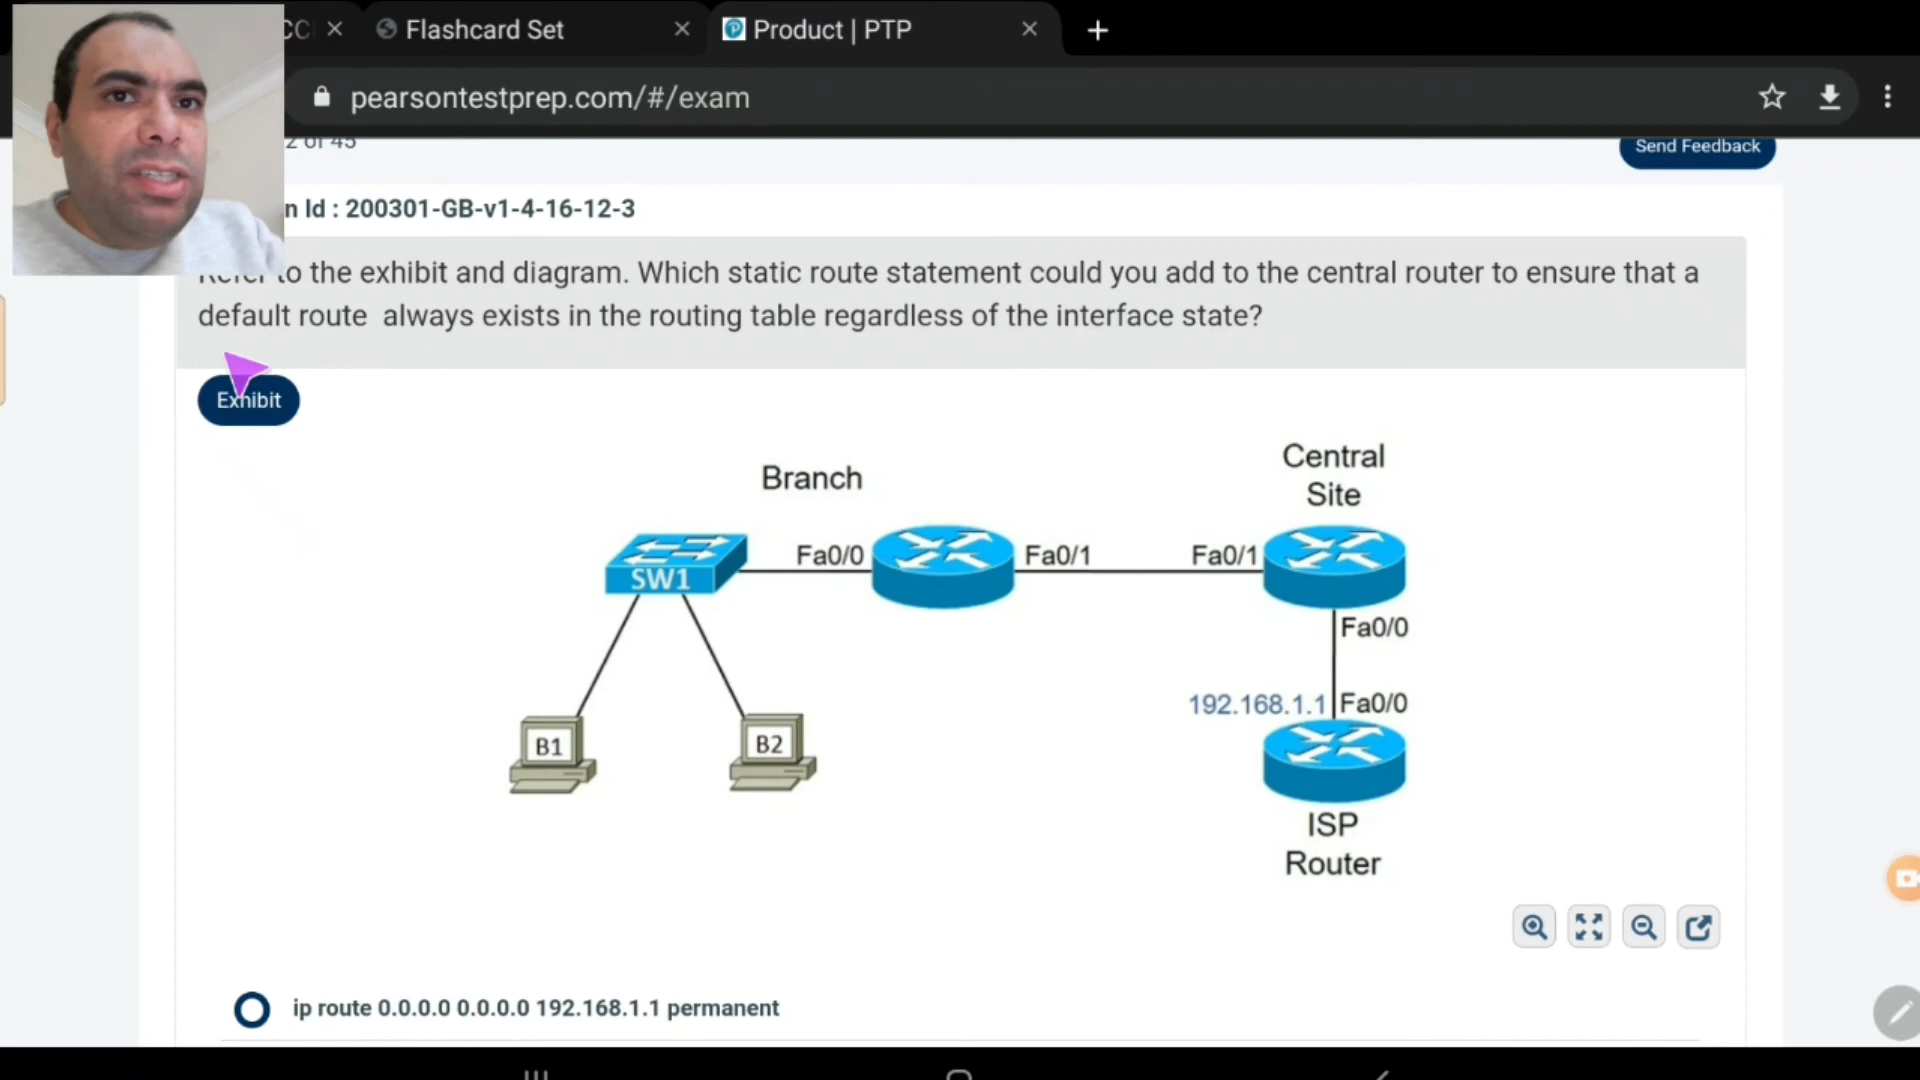 Flashcard Set
Product | PTP
pearsontestprep.com/#/exam
2 of 45
Send Feedback
n Id : 200301-GB-v1-4-16-12-3
Refer to the exhibit and diagram. Which static route statement could you add to the central router to ensure that a
default route always exists in the routing table regardless of the interface state?
Exhibit
Branch
Central
Site
SW1
Fa0/0
Fa0/1
Fa0/1
Fa0/0
192.168.1.1
Fa0/0
B1
B2
ISP
Router
ip route 0.0.0.0 0.0.0.0 192.168.1.1 permanent